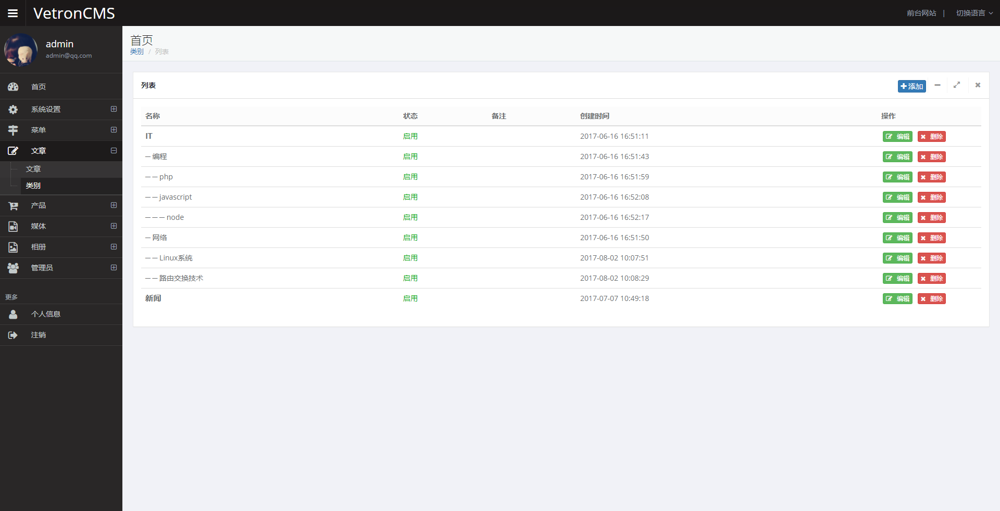 VetronCMS 前台网站 | 切换语言
admin
admin@qq.com
首页
系统设置
菜单
文章
文章
类别
产品
媒体
相册
管理员
更多
个人信息
注销
首页
类别 / 列表
列表 添加
名称 状态 备注 创建时间 操作
IT 启用 2017-06-16 16:51:11 编辑 删除
─ 编程 启用 2017-06-16 16:51:43 编辑 删除
─ ─ php 启用 2017-06-16 16:51:59 编辑 删除
─ ─ javascript 启用 2017-06-16 16:52:08 编辑 删除
─ ─ ─ node 启用 2017-06-16 16:52:17 编辑 删除
─ 网络 启用 2017-06-16 16:51:50 编辑 删除
─ ─ Linux系统 启用 2017-08-02 10:07:51 编辑 删除
─ ─ 路由交换技术 启用 2017-08-02 10:08:29 编辑 删除
新闻 启用 2017-07-07 10:49:18 编辑 删除